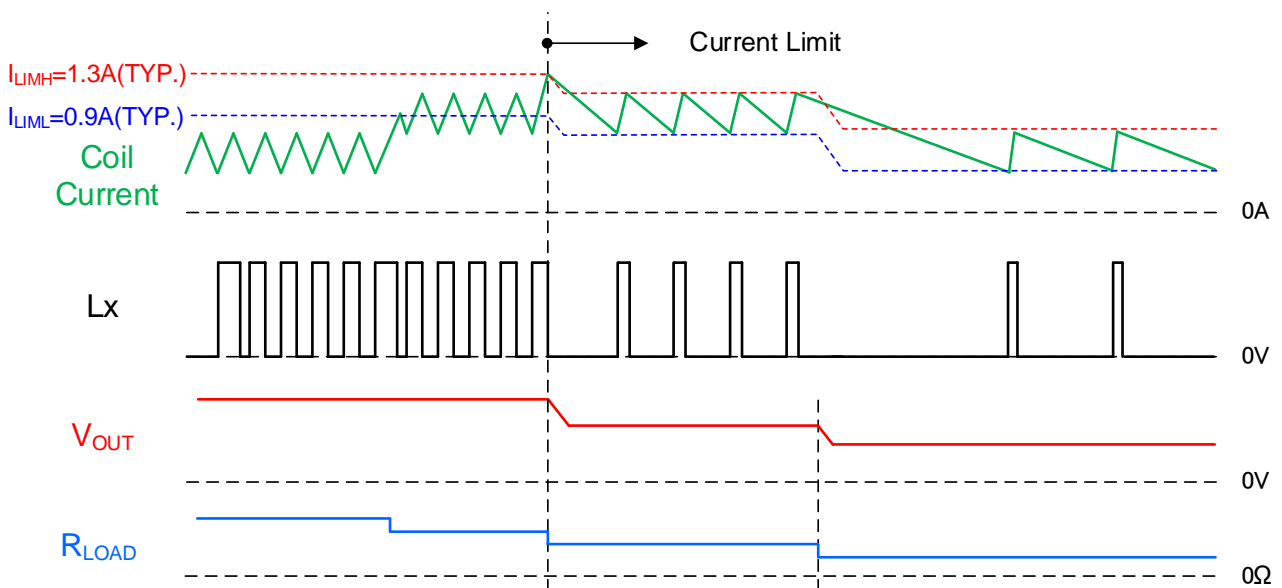 Current Limit
ILIMH=1.3A(TYP.)
ILIML=0.9A(TYP.)
Coil
Current
0A
Lx
0V
VOUT
0V
RLOAD
0Ω